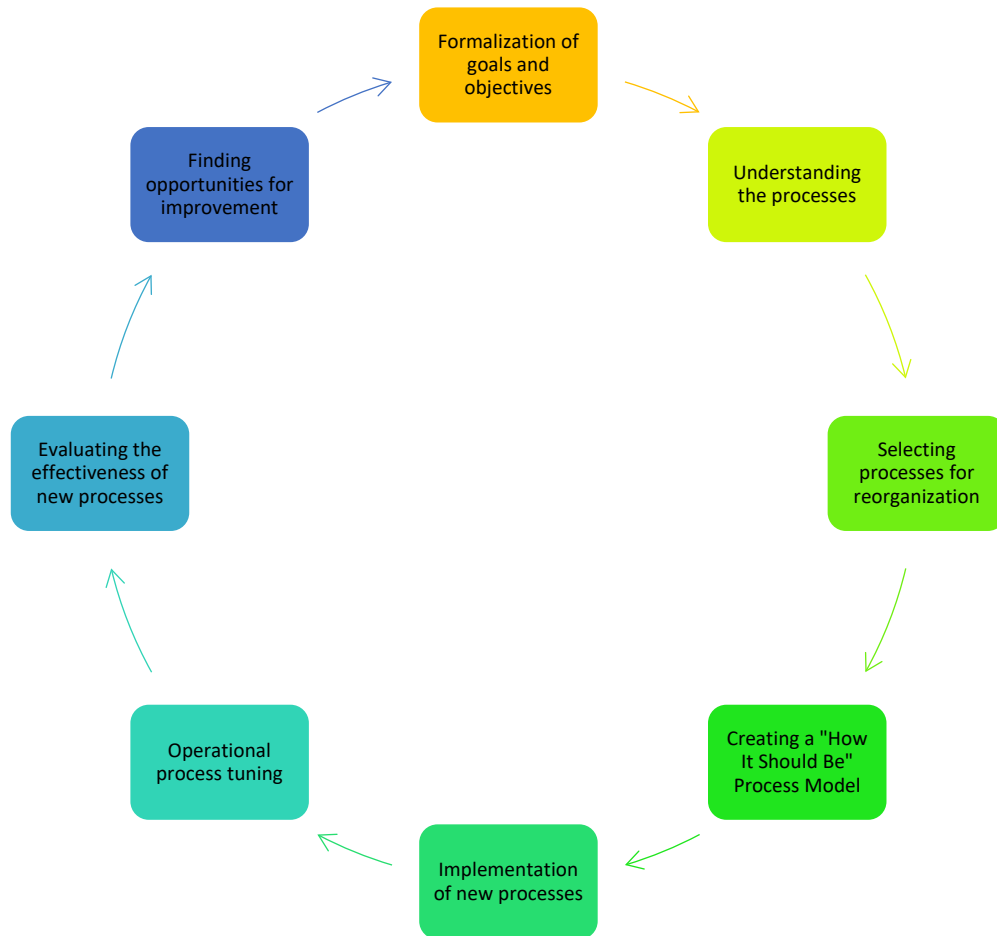 Formalization of
goals and
objectives
Understanding
the processes
Selecting
processes for
reorganization
Creating a "How
It Should Be"
Process Model
Implementation
of new processes
Operational
process tuning
Evaluating the
effectiveness of
new processes
Finding
opportunities for
improvement